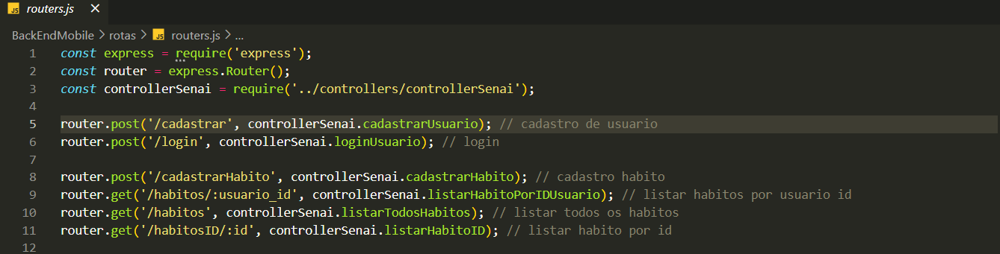 JS routers.js ×
BackEndMobile > rotas > JS routers.js > ...
1 const express = require('express');
2 const router = express.Router();
3 const controllerSenai = require('../controllers/controllerSenai');
4
5 router.post('/cadastrar', controllerSenai.cadastrarUsuario); // cadastro de usuario
6 router.post('/login', controllerSenai.loginUsuario); // login
7
8 router.post('/cadastrarHabito', controllerSenai.cadastrarHabito); // cadastro habito
9 router.get('/habitos/:usuario_id', controllerSenai.listarHabitoPorIDUsuario); // listar habitos por usuario id
10 router.get('/habitos', controllerSenai.listarTodosHabitos); // listar todos os habitos
11 router.get('/habitosID/:id', controllerSenai.listarHabitoID); // listar habito por id
12